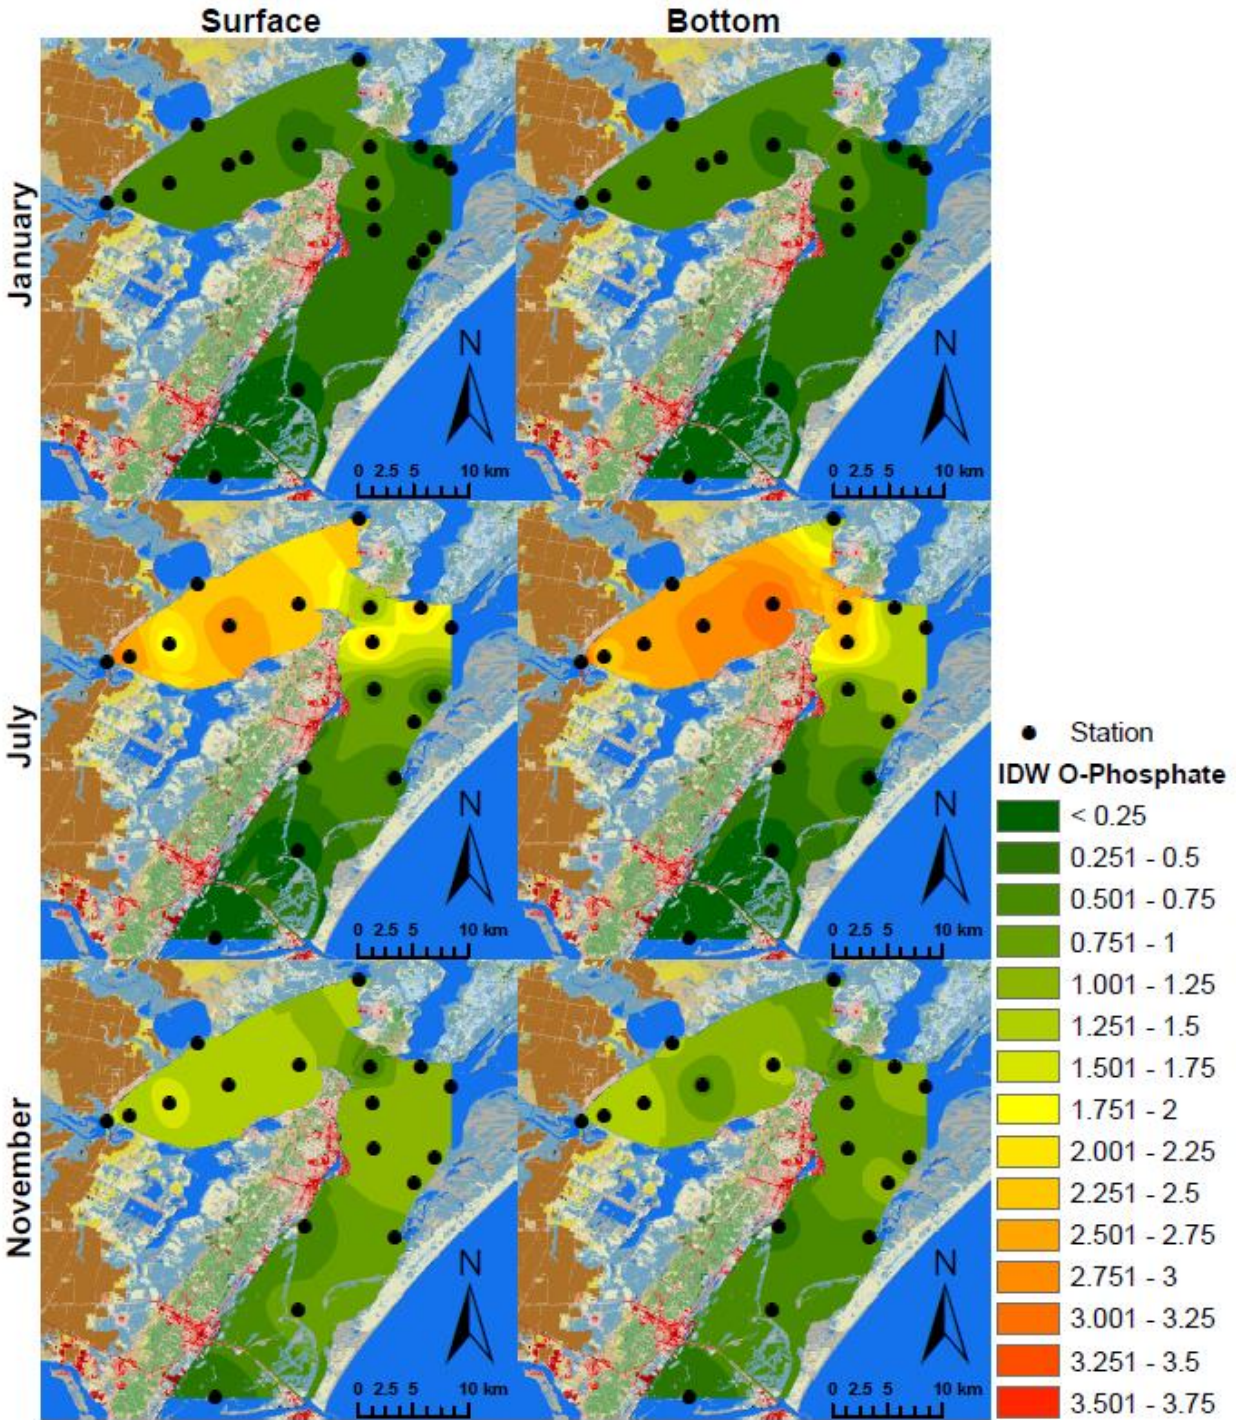 Surface Bottom
January
N N
0 2.5 5 10 km 0 2.5 5 10 km
July
N N
0 2.5 5 10 km 0 2.5 5 10 km
November
N N
0 2.5 5 10 km 0 2.5 5 10 km
Station
IDW O-Phosphate
< 0.25
0.251 - 0.5
0.501 - 0.75
0.751 - 1
1.001 - 1.25
1.251 - 1.5
1.501 - 1.75
1.751 - 2
2.001 - 2.25
2.251 - 2.5
2.501 - 2.75
2.751 - 3
3.001 - 3.25
3.251 - 3.5
3.501 - 3.75